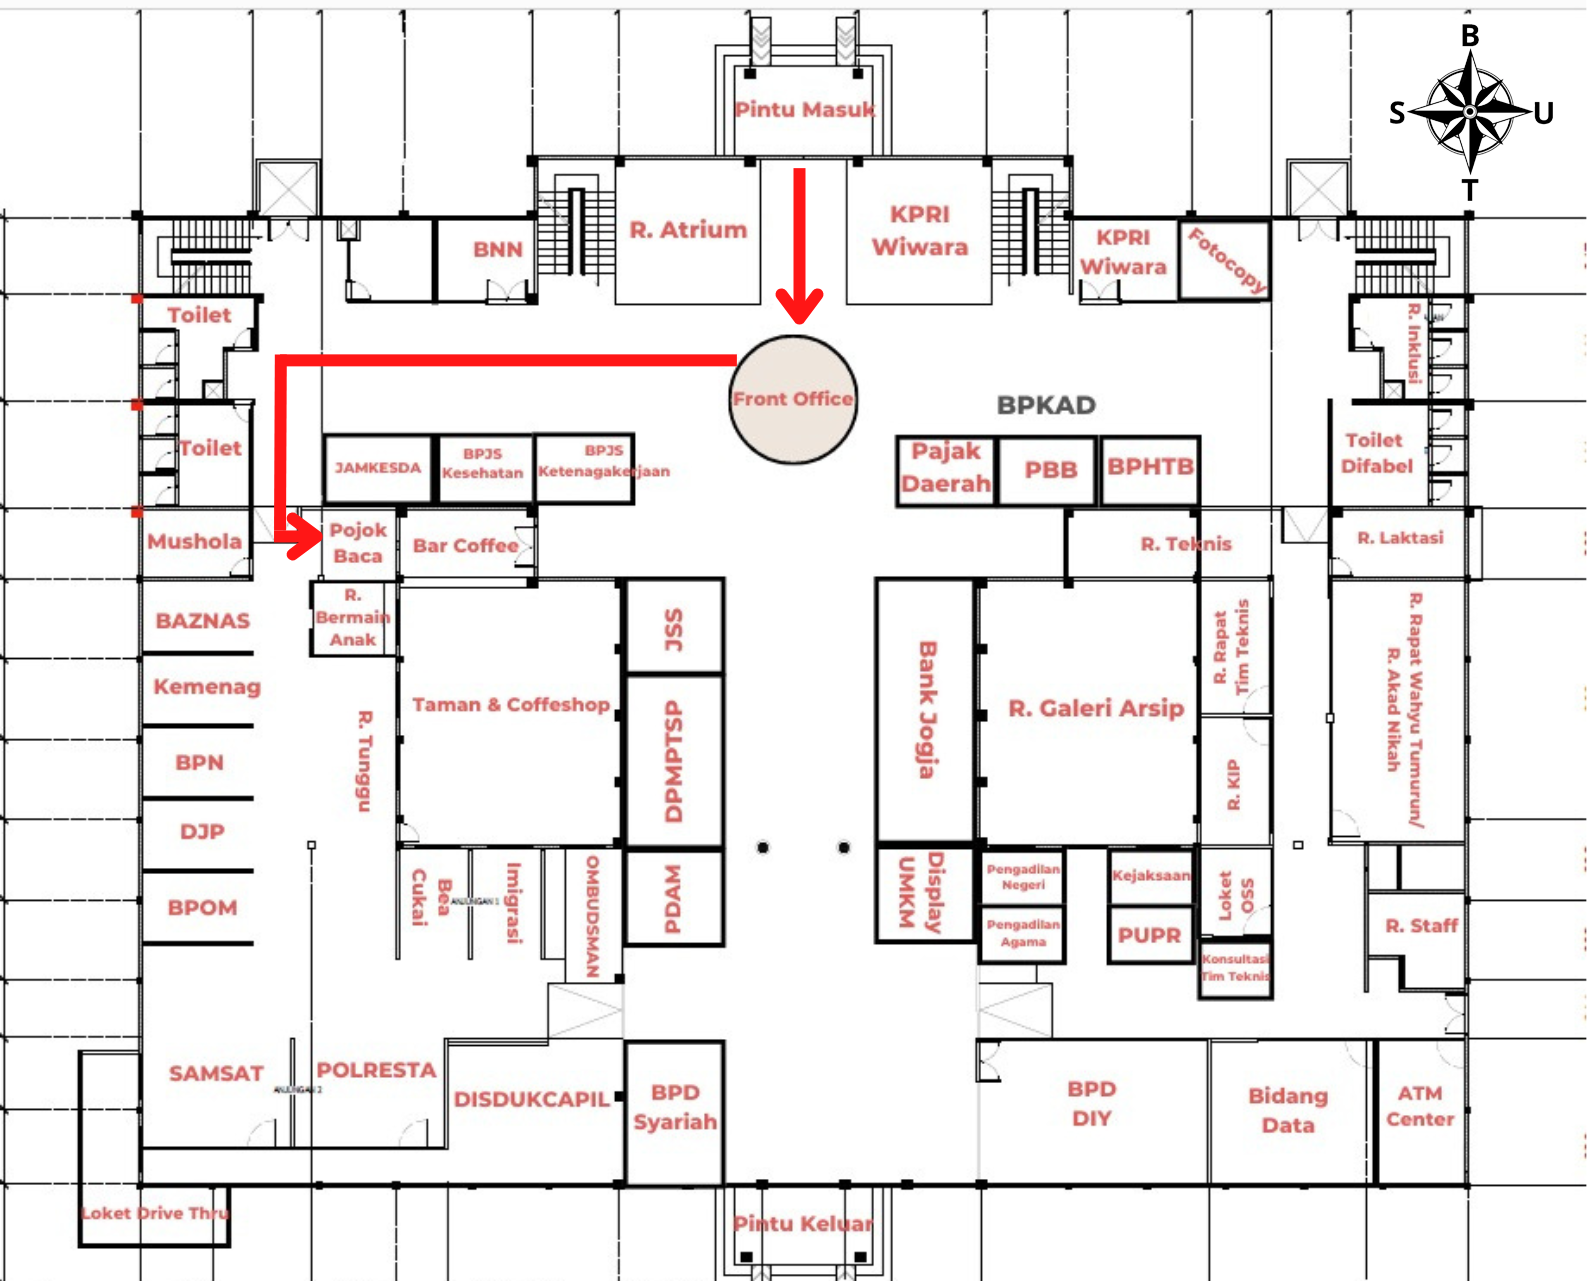 B
S
U
T
Pintu Masuk
R. Atrium
KPRI
Wiwara
BNN
KPRI
Wiwara
Fotocopy
Toilet
R. Inklusi
Front Office
BPKAD
Toilet
JAMKESDA
BPJS
Kesehatan
BPJS
Ketenagakerjaan
Pajak
Daerah
PBB
BPHTB
Toilet
Difabel
Mushola
Pojok
Baca
Bar Coffee
R. Teknis
R. Laktasi
BAZNAS
R.
Bermain
Anak
JSS
Bank Jogja
R. Rapat
Tim Teknis
R. Rapat Wahyu Tumurun/
R. Akad Nikah
Kemenag
R. Tunggu
Taman & Coffeshop
DPMPTSP
R. Galeri Arsip
BPN
R. KIP
DJP
BPOM
Bea
Cukai
ANJUNGAN 1
Imigrasi
OMBUDSMAN
PDAM
Display
UMKM
Pengadilan
Negeri
Kejaksaan
Loket
OSS
Pengadilan
Agama
PUPR
R. Staff
Konsultasi
Tim Teknis
SAMSAT
ANJUNGAN 2
POLRESTA
DISDUKCAPIL
BPD
Syariah
BPD
DIY
Bidang
Data
ATM
Center
Loket Drive Thru
Pintu Keluar